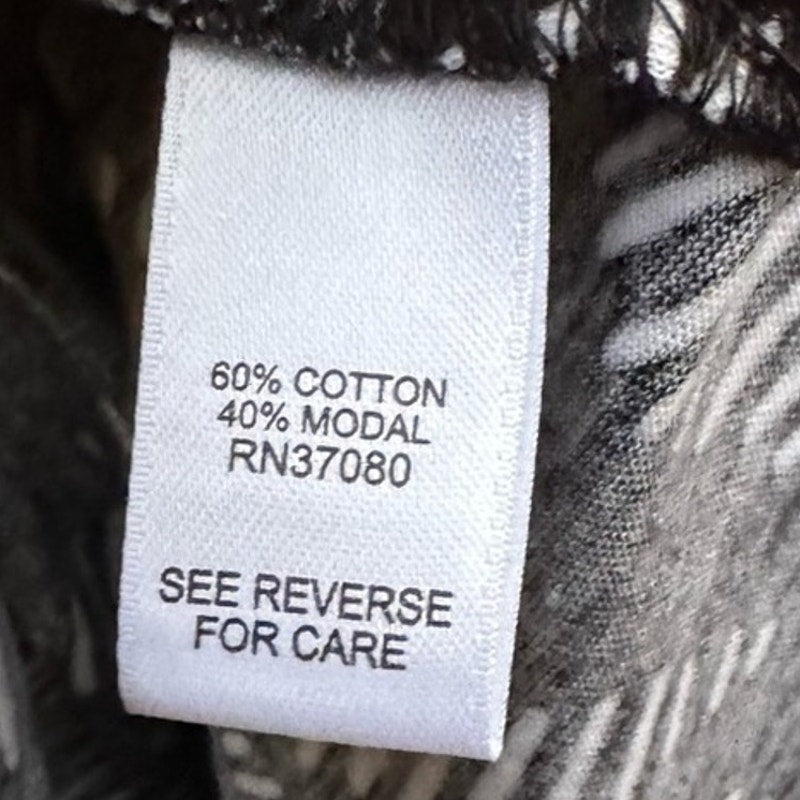 60% COTTON
40% MODAL
RN37080
SEE REVERSE
FOR CARE